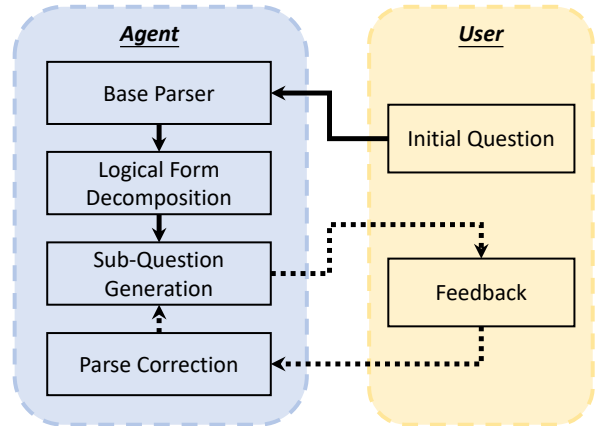 Agent
Base Parser
Logical Form
Decomposition
Sub-Question
Generation
Parse Correction
User
Initial Question
Feedback